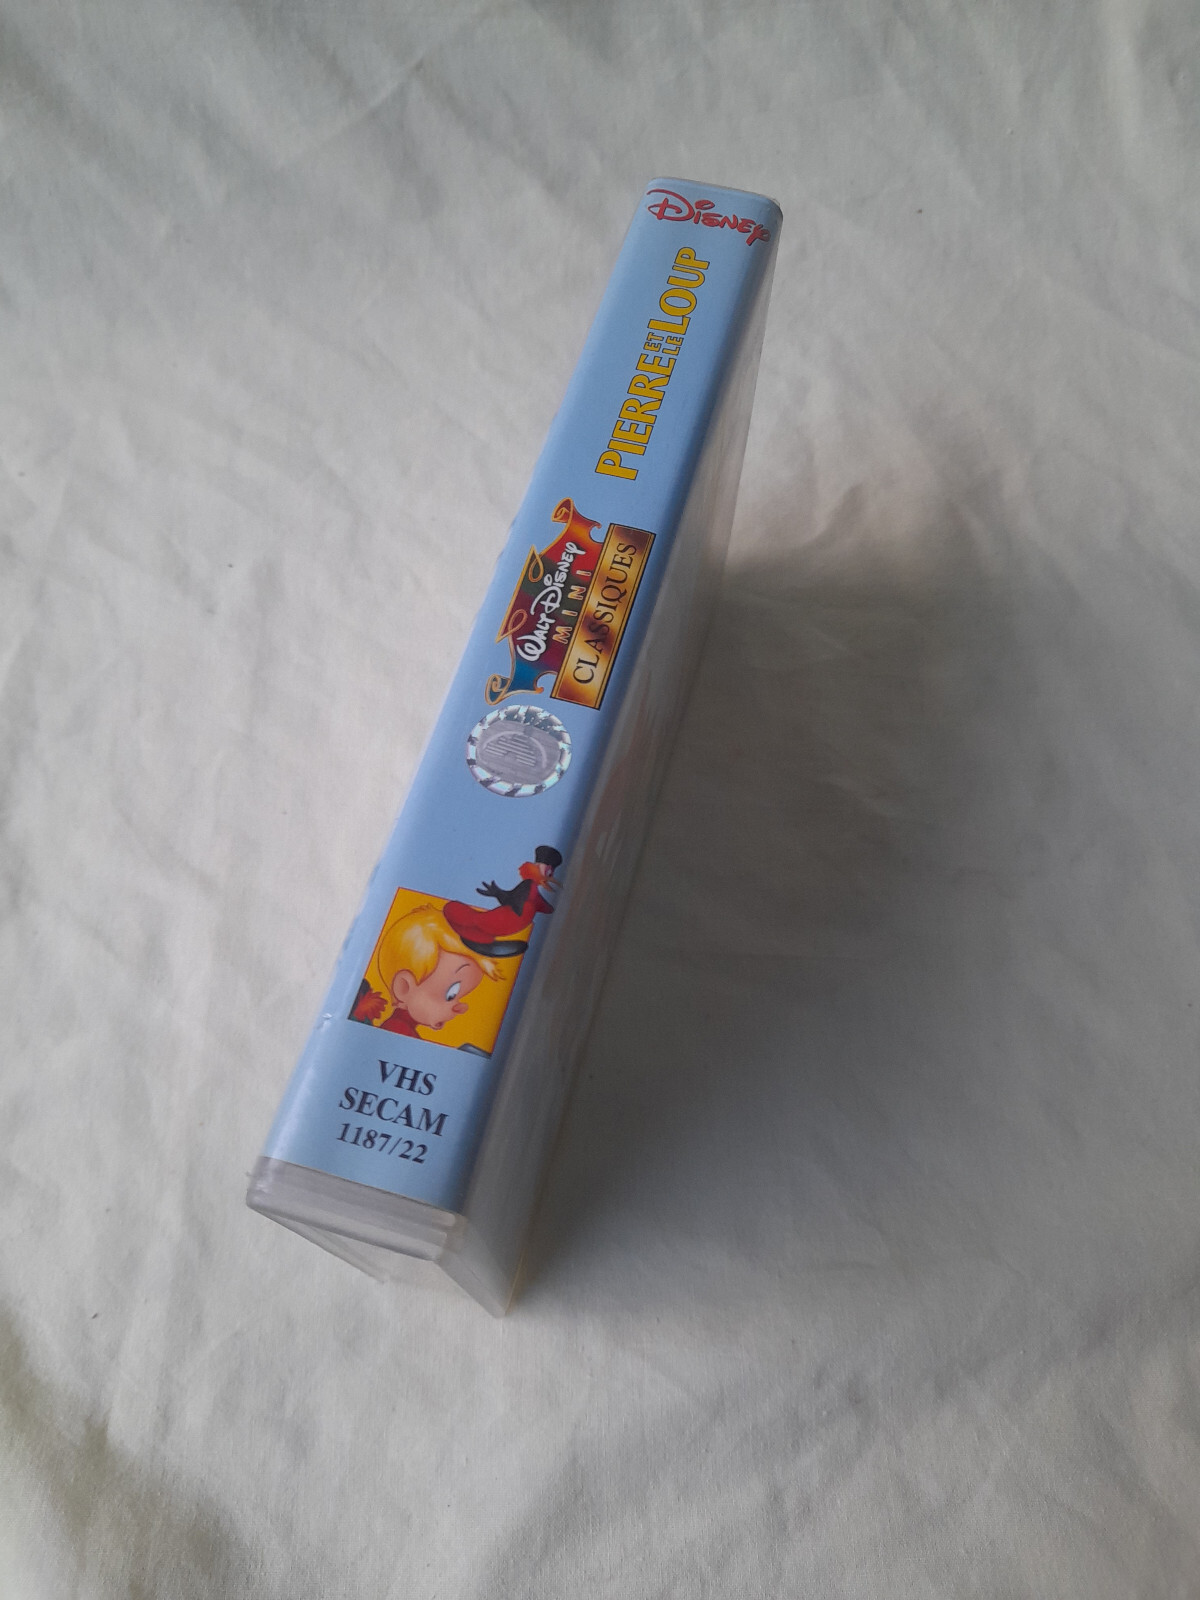 Disney
PIERRE ET LE LOUP
WALT DISNEY
MINI
CLASSIQUES
VHS
SECAM
1187/22